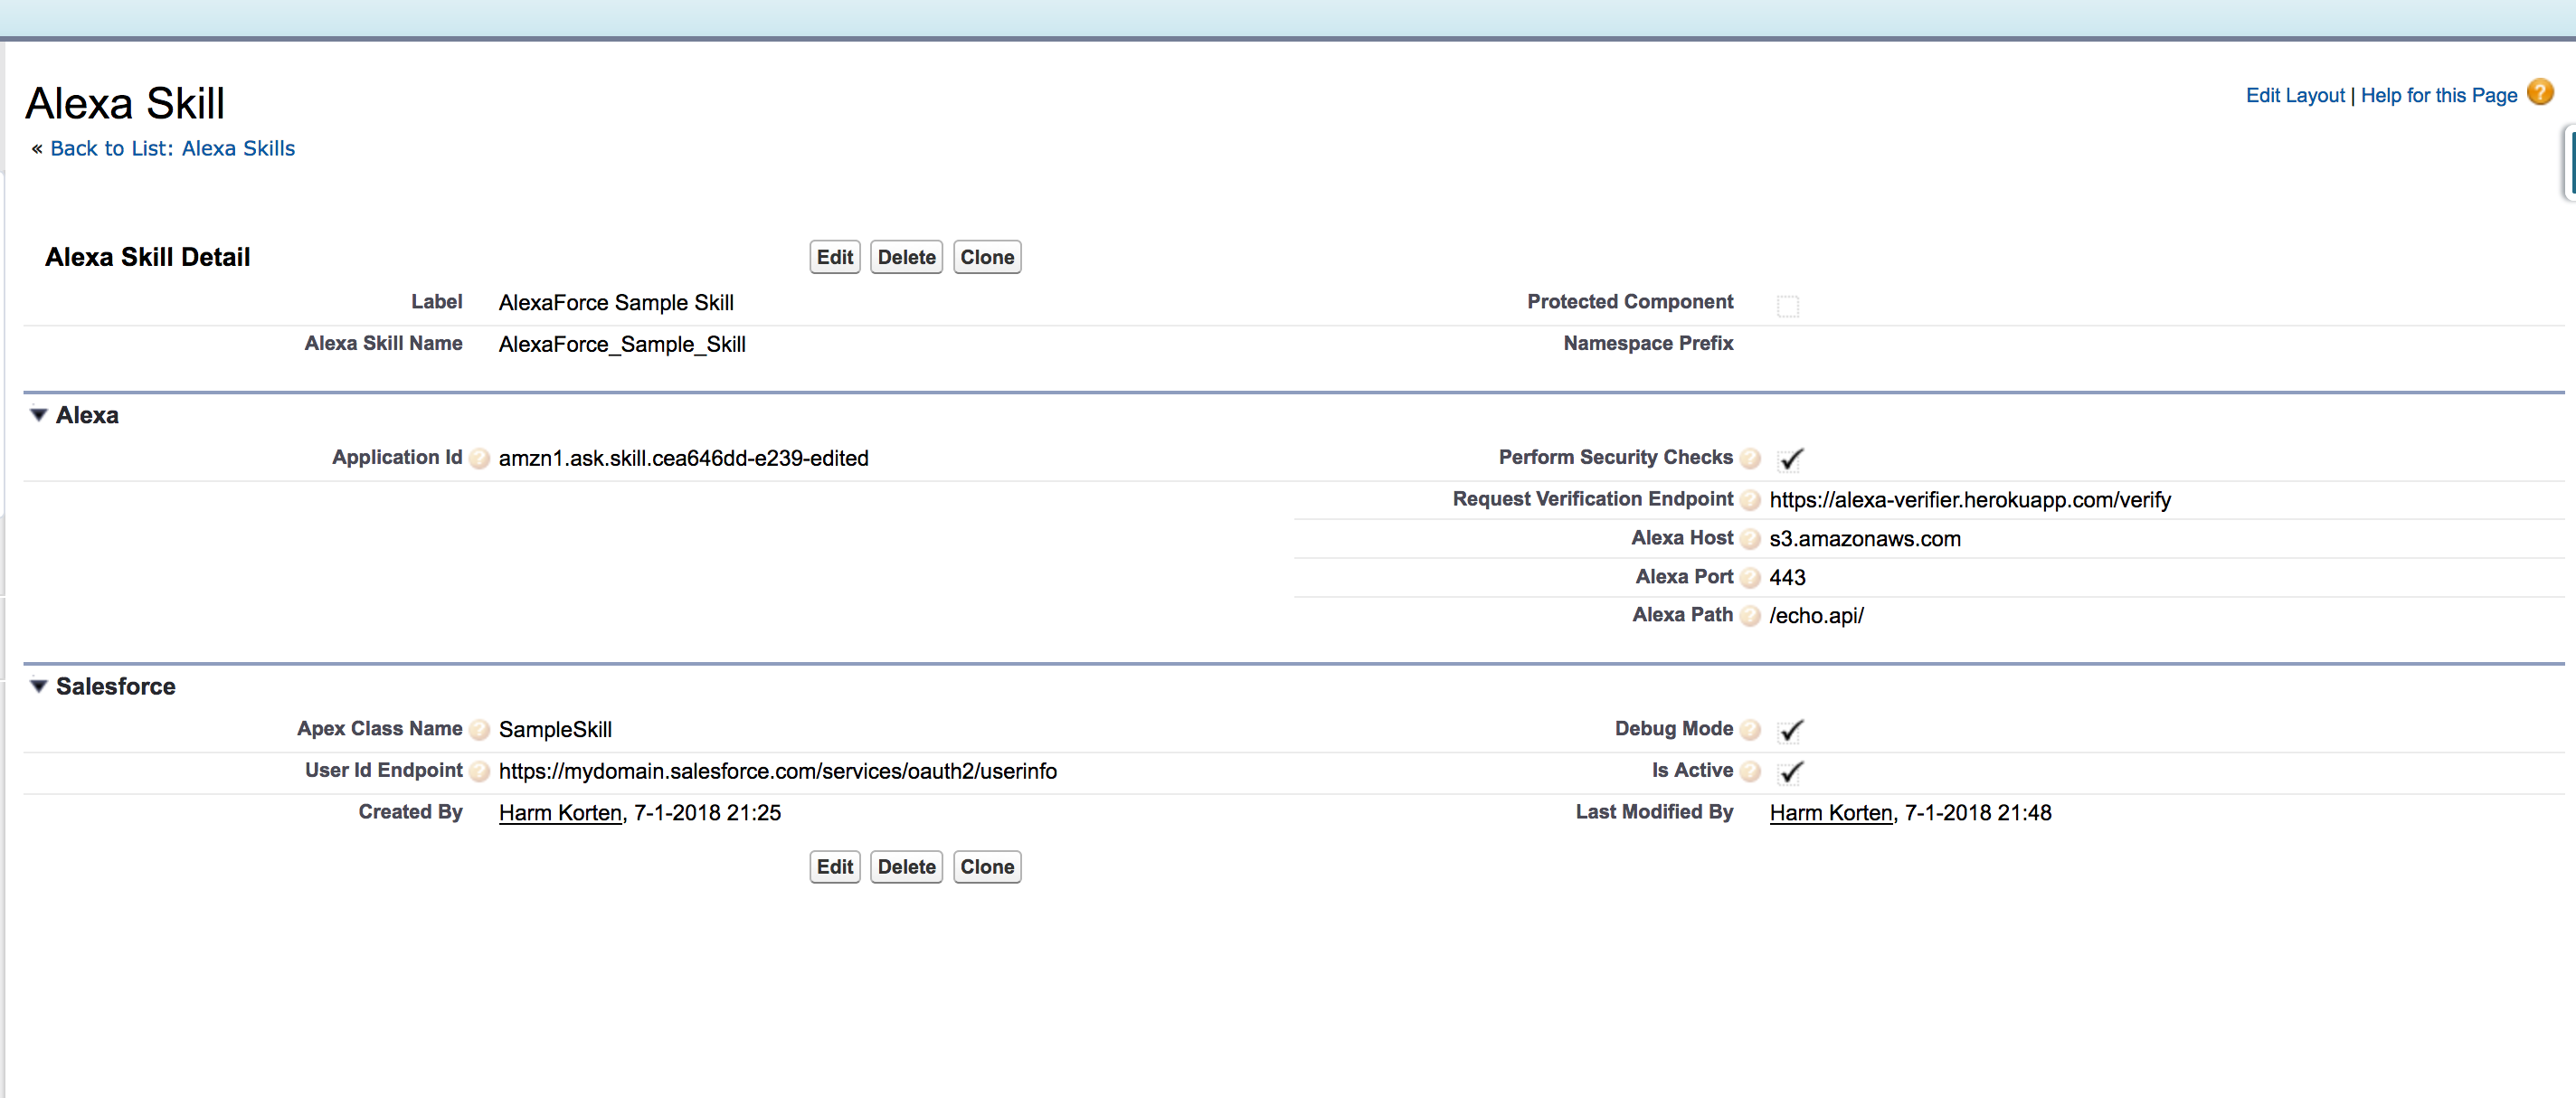 Alexa Skill
Edit Layout | Help for this Page ?
« Back to List: Alexa Skills
Alexa Skill Detail
Edit Delete Clone
Label AlexaForce Sample Skill Protected Component
Alexa Skill Name AlexaForce_Sample_Skill Namespace Prefix
Alexa
Application Id ? amzn1.ask.skill.cea646dd-e239-edited Perform Security Checks ?
Request Verification Endpoint ? https://alexa-verifier.herokuapp.com/verify
Alexa Host ? s3.amazonaws.com
Alexa Port ? 443
Alexa Path ? /echo.api/
Salesforce
Apex Class Name ? SampleSkill Debug Mode ?
User Id Endpoint ? https://mydomain.salesforce.com/services/oauth2/userinfo Is Active ?
Created By Harm Korten, 7-1-2018 21:25 Last Modified By Harm Korten, 7-1-2018 21:48
Edit Delete Clone